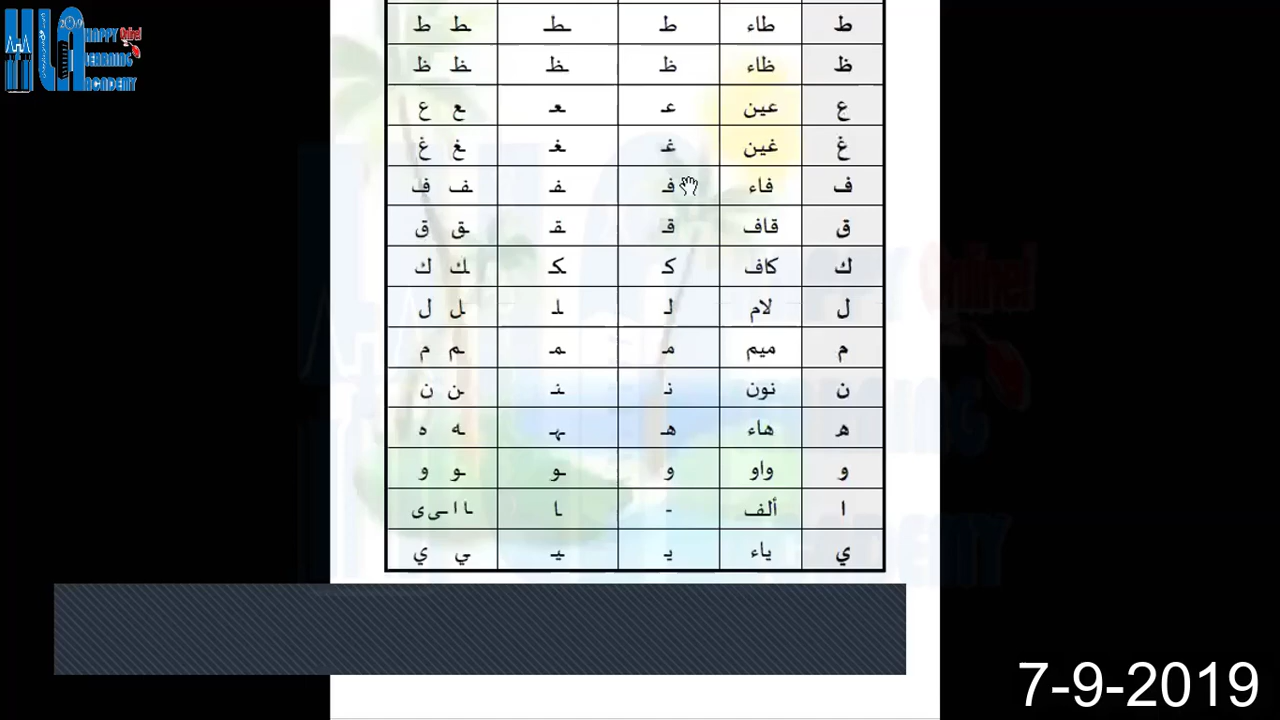 HAPPY Onlinel
LEARNING
ACADEMY
ط طاء ط ـطـ ـط ط
ظ ظاء ظ ـظـ ـظ ظ
ع عين عـ ـعـ ـع ع
غ غين غـ ـغـ ـغ غ
ف فاء فـ ـفـ ـف ف
ق قاف قـ ـقـ ـق ق
ك كاف كـ ـكـ ـك ك
ل لام لـ ـلـ ـل ل
م ميم مـ ـمـ ـم م
ن نون نـ ـنـ ـن ن
هـ هاء هـ ـهـ ـه ه
و واو و ـو ـو و
ا ألف - ـا ـا ا ـى ى
ي ياء يـ ـيـ ـي ي
7-9-2019